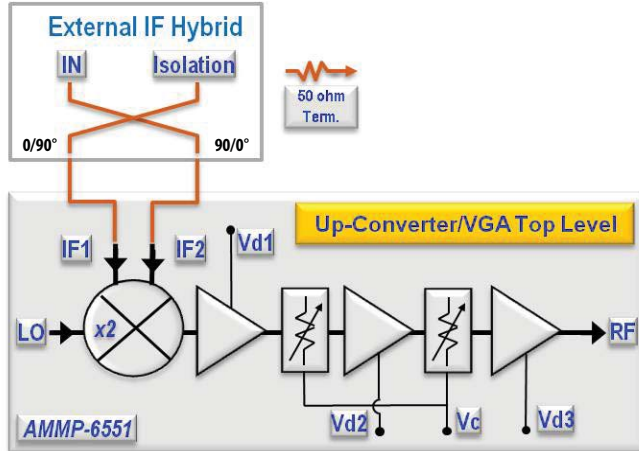 External IF Hybrid
IN
Isolation
50 ohm
Term.
0/90°
90/0°
Up-Converter/VGA Top Level
IF1
IF2
Vd1
LO
x2
RF
AMMP-6551
Vd2
Vc
Vd3